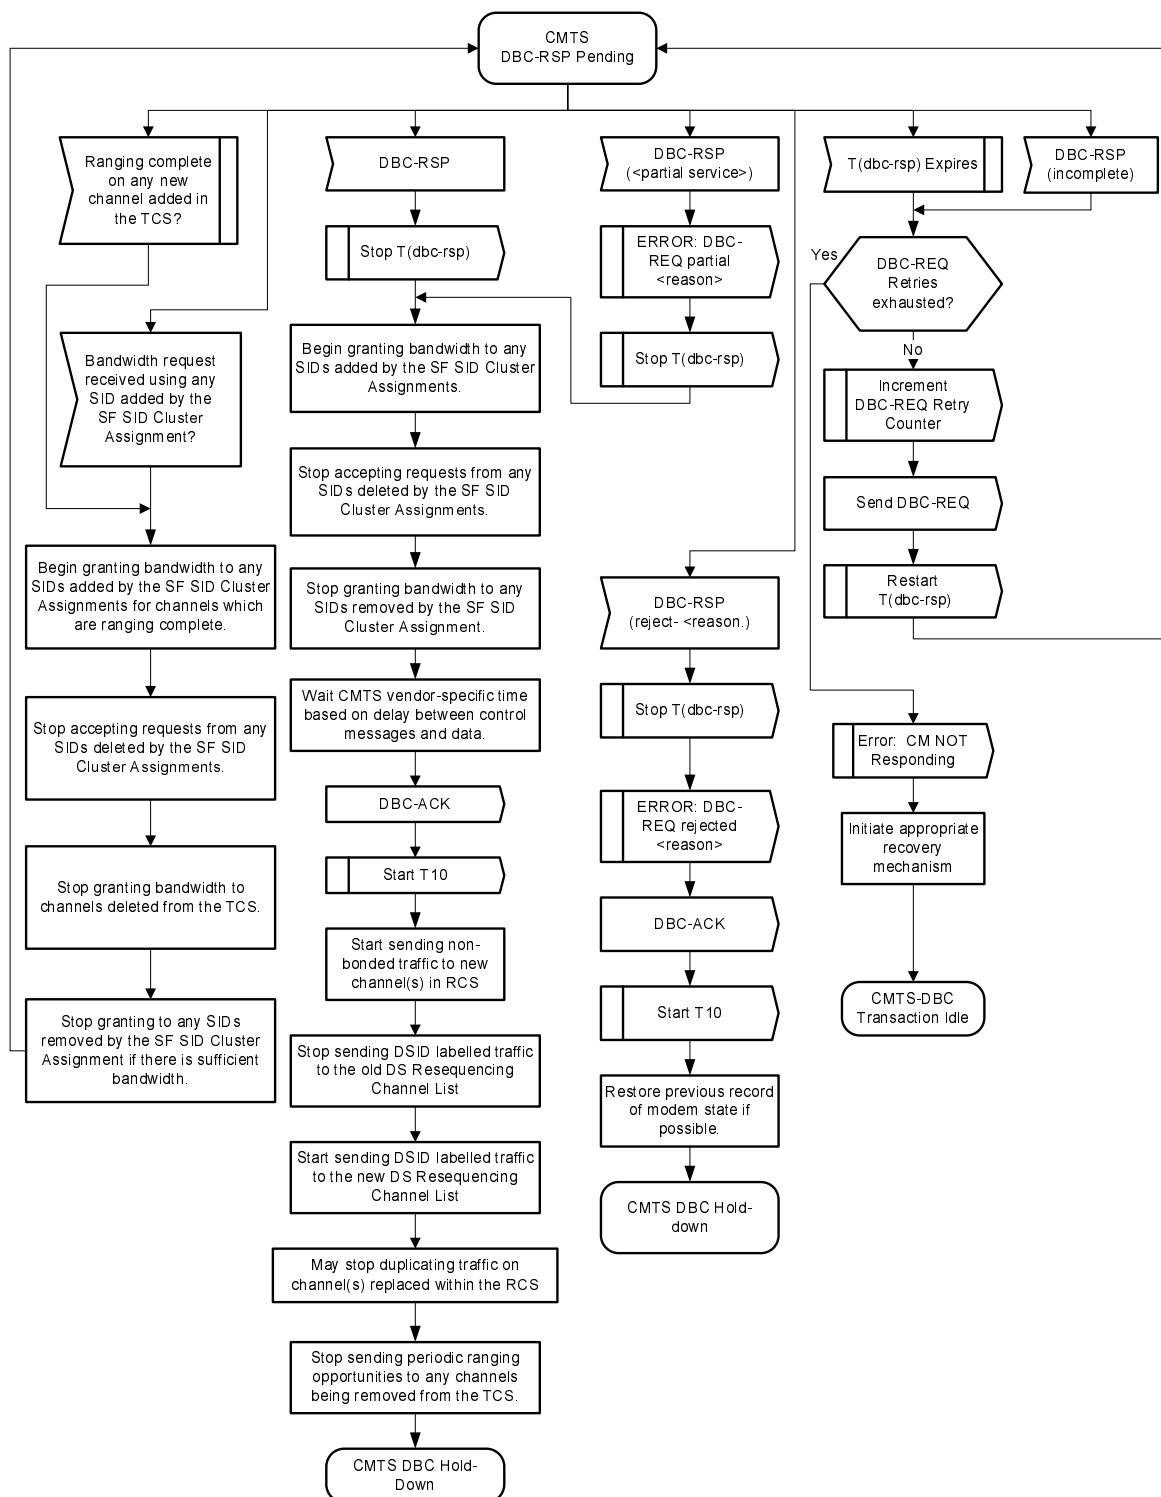 CMTS
DBC-RSP Pending
Ranging complete
on any new
channel added in
the TCS?
Bandwidth request
received using any
SID added by the
SF SID Cluster
Assignment?
Begin granting bandwidth to any
SIDs added by the SF SID Cluster
Assignments for channels which
are ranging complete.
Stop accepting requests from any
SIDs deleted by the SF SID
Cluster Assignments.
Stop granting bandwidth to
channels deleted from the TCS.
Stop granting to any SIDs
removed by the SF SID Cluster
Assignment if there is sufficient
bandwidth.
DBC-RSP
Stop T(dbc-rsp)
Begin granting bandwidth to any
SIDs added by the SF SID Cluster
Assignments.
Stop accepting requests from any
SIDs deleted by the SF SID
Cluster Assignments.
Stop granting bandwidth to any
SIDs removed by the SF SID
Cluster Assignment.
Wait CMTS vendor-specific time
based on delay between control
messages and data.
DBC-ACK
Start T10
Start sending non-
bonded traffic to new
channel(s) in RCS
Stop sending DSID labelled traffic
to the old DS Resequencing
Channel List
Start sending DSID labelled traffic
to the new DS Resequencing
Channel List
May stop duplicating traffic on
channel(s) replaced within the RCS
Stop sending periodic ranging
opportunities to any channels
being removed from the TCS.
CMTS DBC Hold-
Down
DBC-RSP
(<partial service>)
ERROR: DBC-
REQ partial
<reason>
Stop T(dbc-rsp)
DBC-RSP
(reject- <reason.)
Stop T(dbc-rsp)
ERROR: DBC-
REQ rejected
<reason>
DBC-ACK
Start T10
Restore previous record
of modem state if
possible.
CMTS DBC Hold-
down
T(dbc-rsp) Expires
DBC-RSP
(incomplete)
Yes
DBC-REQ
Retries
exhausted?
No
Increment
DBC-REQ Retry
Counter
Send DBC-REQ
Restart
T(dbc-rsp)
Error: CM NOT
Responding
Initiate appropriate
recovery
mechanism
CMTS-DBC
Transaction Idle